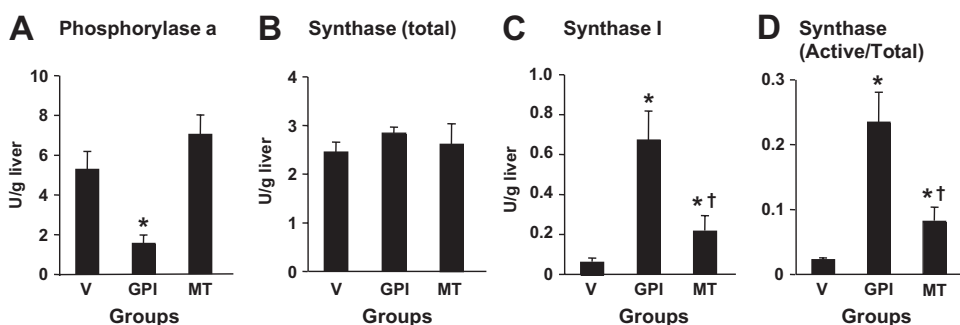 A Phosphorylase a
U/g liver
10
8
6
4
2
0
*
V GPI MT
Groups
B Synthase (total)
U/g liver
4
3
2
1
0
V GPI MT
Groups
C Synthase I
U/g liver
1.0
0.8
0.6
0.4
0.2
0
*
*†
V GPI MT
Groups
D Synthase
(Active/Total)
0.3
0.2
0.1
0
*
*†
V GPI MT
Groups